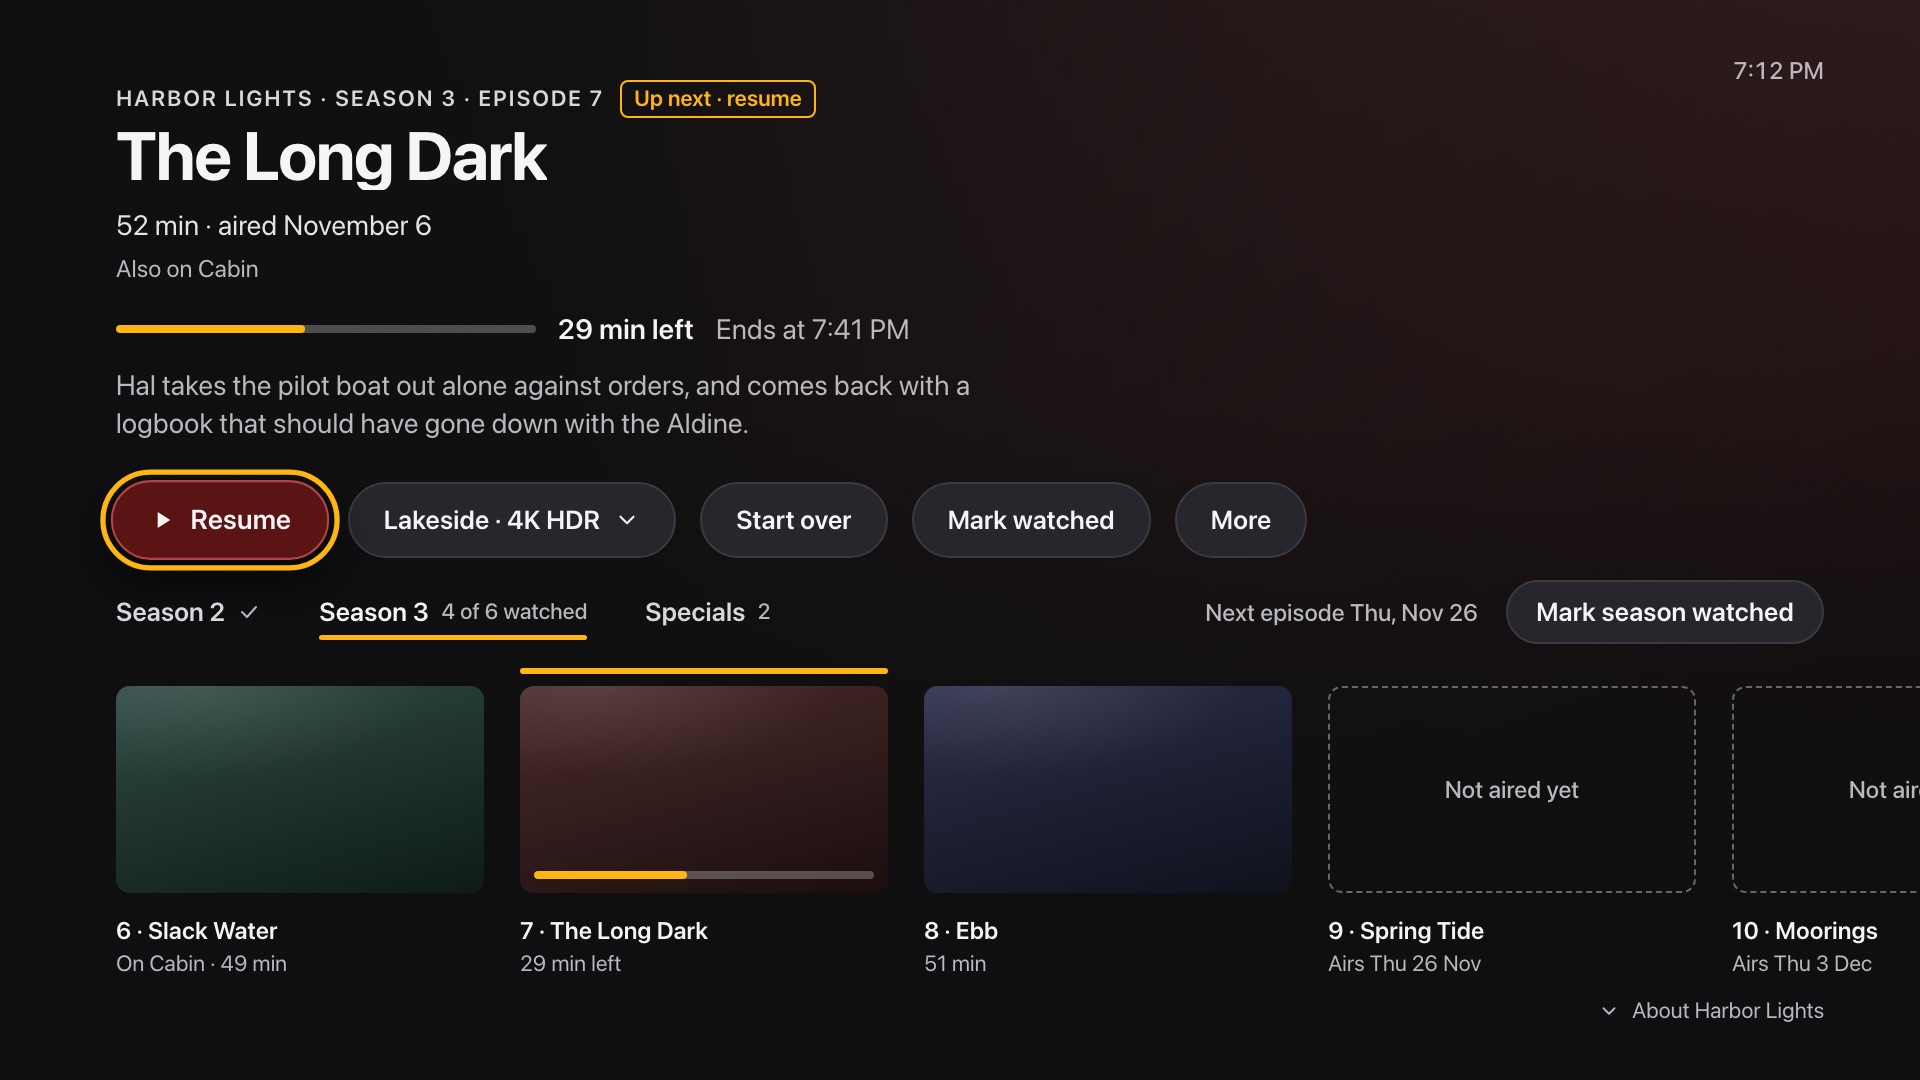 7:12 PM
HARBOR LIGHTS · SEASON 3 · EPISODE 7 Up next · resume
The Long Dark
52 min · aired November 6
Also on Cabin
29 min left Ends at 7:41 PM
Hal takes the pilot boat out alone against orders, and comes back with a
logbook that should have gone down with the Aldine.
Resume Lakeside · 4K HDR Start over Mark watched More
Season 2 Season 3 4 of 6 watched Specials 2 Next episode Thu, Nov 26 Mark season watched
Not aired yet Not air
6 · Slack Water 7 · The Long Dark 8 · Ebb 9 · Spring Tide 10 · Moorings
On Cabin · 49 min 29 min left 51 min Airs Thu 26 Nov Airs Thu 3 Dec
About Harbor Lights